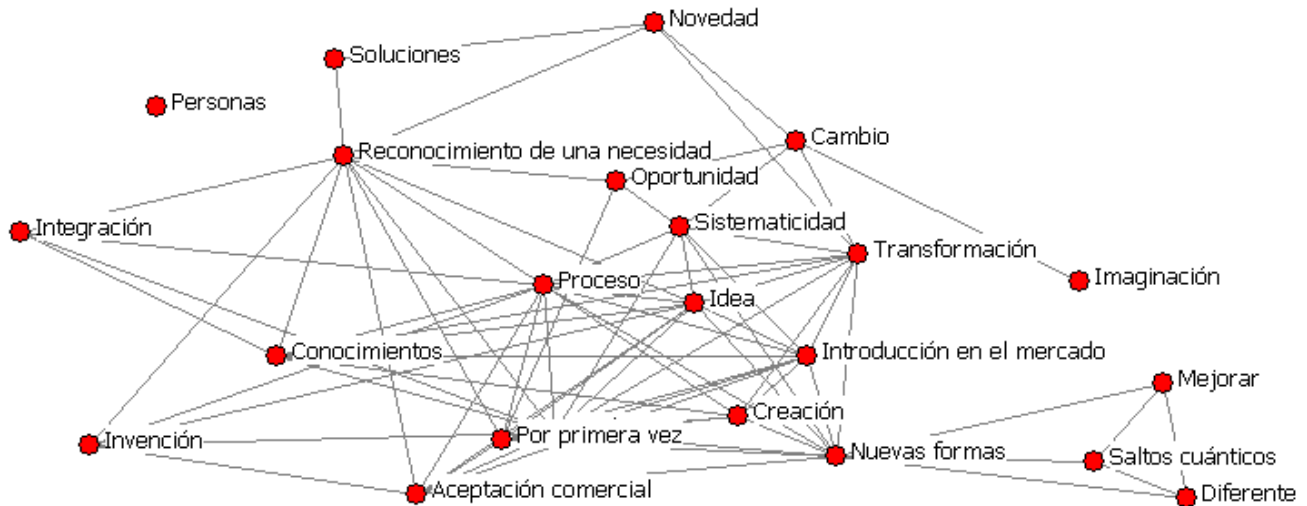 Novedad
Soluciones
Personas
Cambio
Reconocimiento de una necesidad
Oportunidad
Integración
Sistematicidad
Transformación
Proceso
Imaginación
Idea
Conocimientos
Introducción en el mercado
Mejorar
Creación
Invención
Por primera vez
Nuevas formas
Saltos cuánticos
Aceptación comercial
Diferente